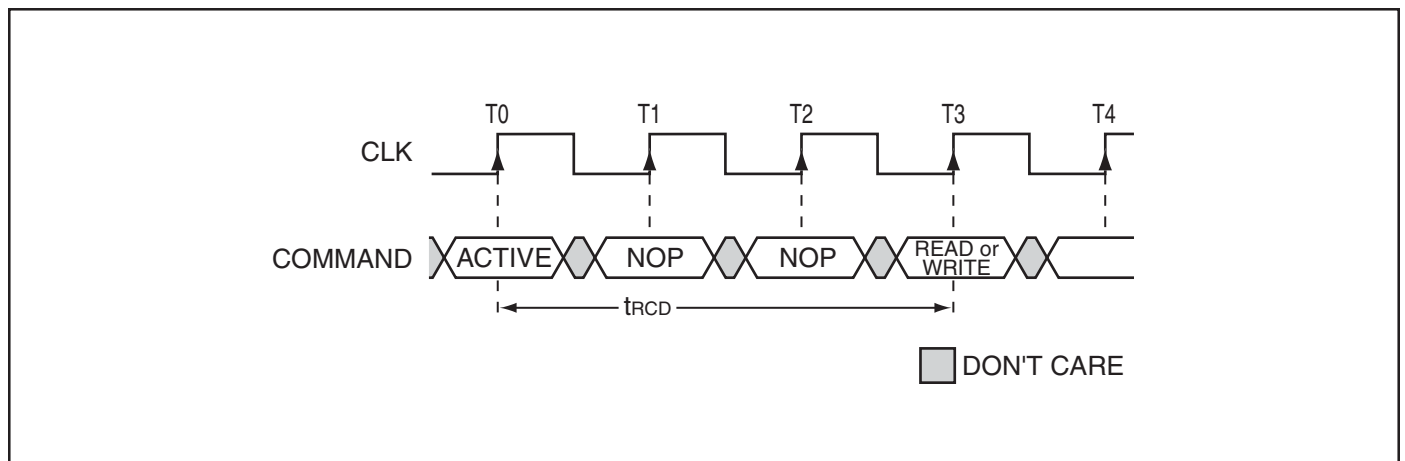 T0 T1 T2 T3 T4
CLK
COMMAND ACTIVE NOP NOP READ or
WRITE
tRCD
DON'T CARE